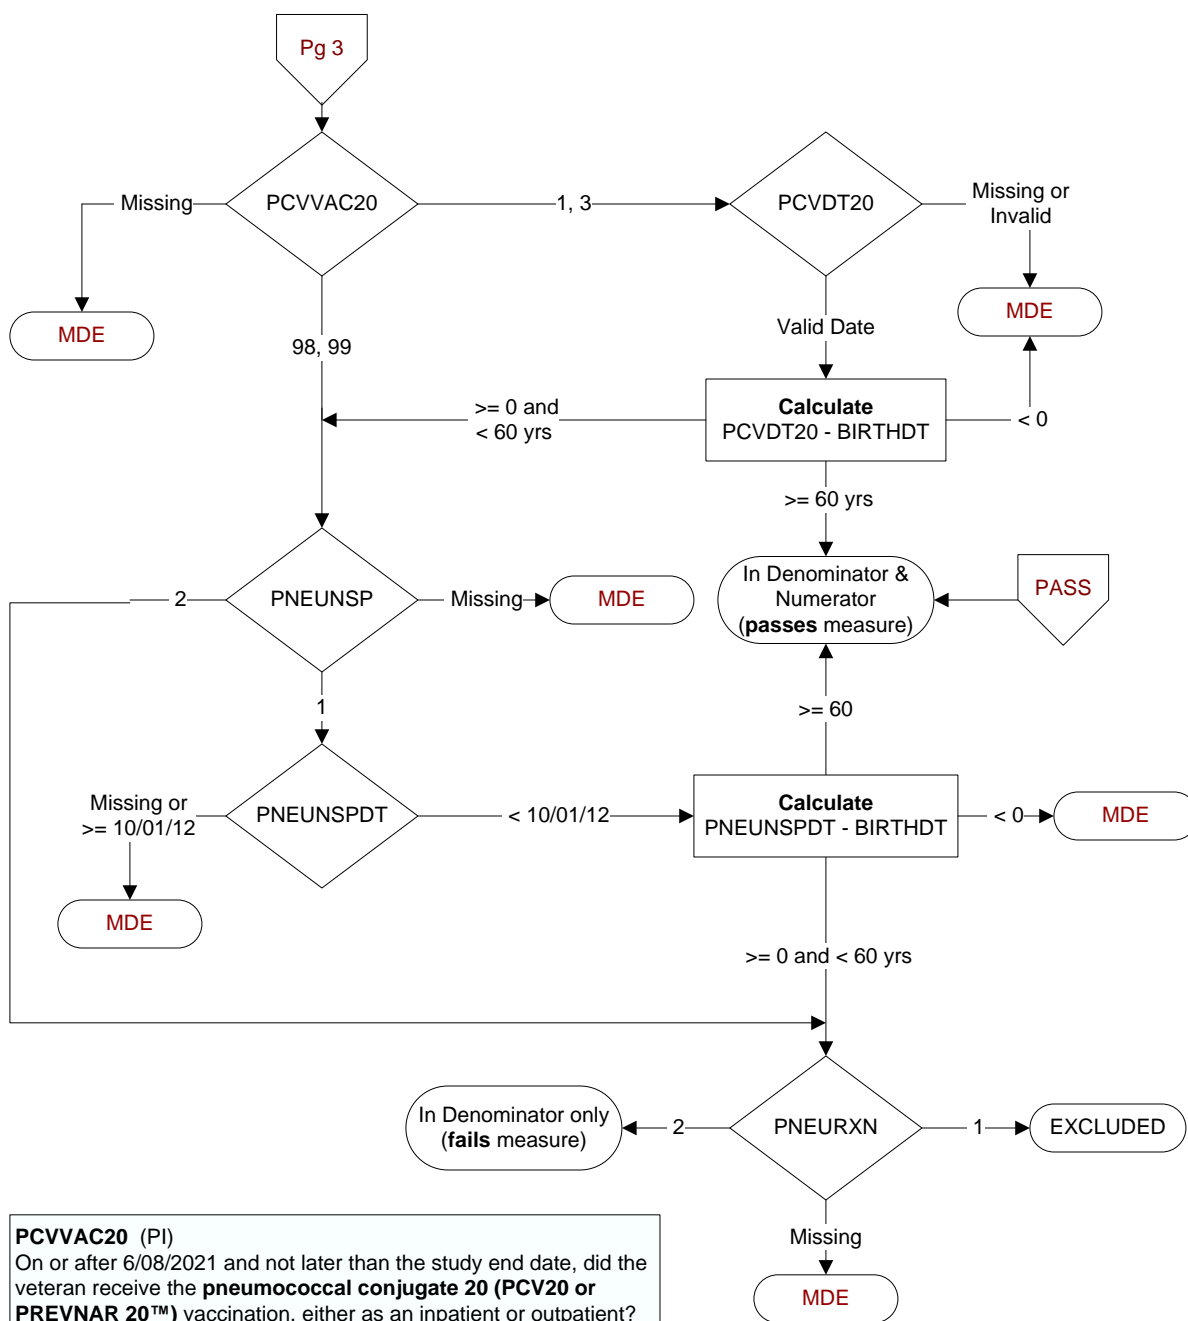 Pg 3
PCVVAC20
Missing
1, 3
PCVDT20
Missing or
Invalid
MDE
MDE
98, 99
Valid Date
>= 0 and
< 60 yrs
Calculate
PCVDT20 - BIRTHDT
< 0
>= 60 yrs
In Denominator &
Numerator
(passes measure)
PASS
2
PNEUNSP
Missing
MDE
1
>= 60
Missing or
>= 10/01/12
PNEUNSPDT
< 10/01/12
Calculate
PNEUNSPDT - BIRTHDT
< 0
MDE
MDE
>= 0 and < 60 yrs
In Denominator only
(fails measure)
2
PNEURXN
1
EXCLUDED
Missing
MDE
PCVVAC20 (PI)
On or after 6/08/2021 and not later than the study end date, did the
veteran receive the pneumococcal conjugate 20 (PCV20 or
PREVNAR 20™) vaccination, either as an inpatient or outpatient?